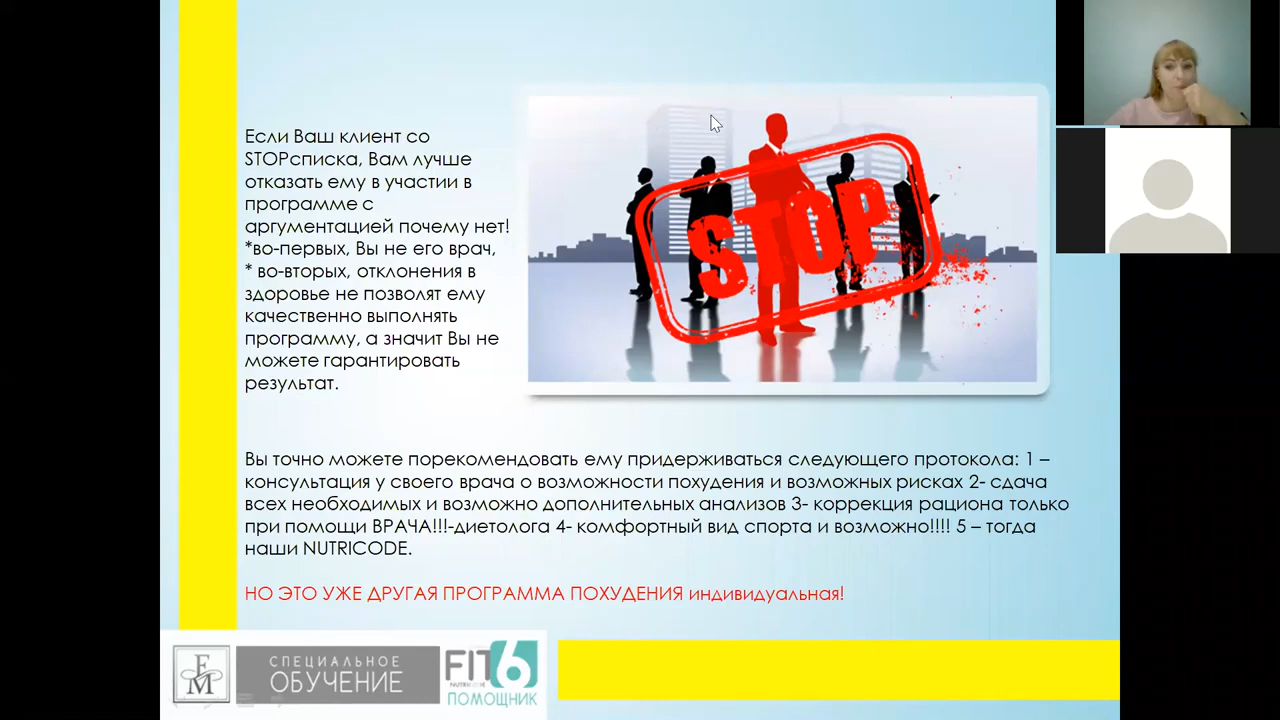 Если Ваш клиент со
STOPсписка, Вам лучше
отказать ему в участии в
программе с
аргументацией почему нет!
*во-первых, Вы не его врач,
* во-вторых, отклонения в
здоровье не позволят ему
качественно выполнять
программу, а значит Вы не
можете гарантировать
результат.
STOP
Вы точно можете порекомендовать ему придерживаться следующего протокола: 1 –
консультация у своего врача о возможности похудения и возможных рисках 2- сдача
всех необходимых и возможно дополнительных анализов 3- коррекция рациона только
при помощи ВРАЧА!!!-диетолога 4- комфортный вид спорта и возможно!!!! 5 – тогда
наши NUTRICODE.
НО ЭТО УЖЕ ДРУГАЯ ПРОГРАММА ПОХУДЕНИЯ индивидуальная!
FM
СПЕЦИАЛЬНОЕ
ОБУЧЕНИЕ
FIT6
NUTRICODE
ПОМОЩНИК